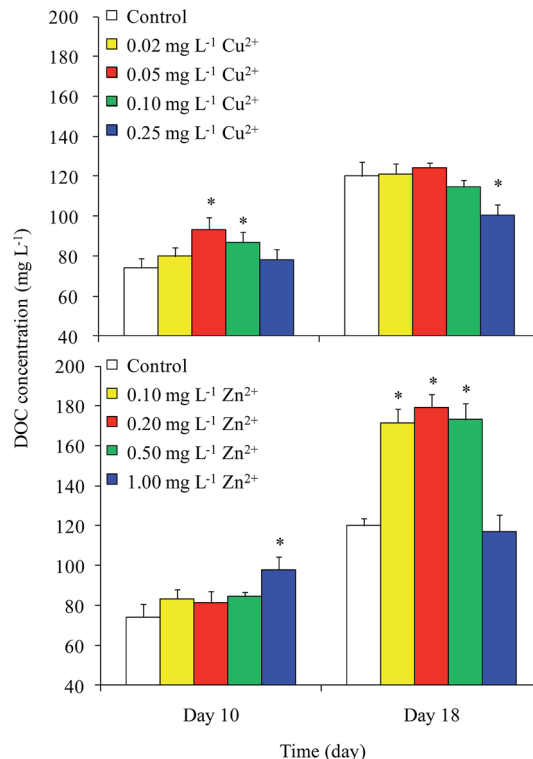 DOC concentration (mg L⁻¹)
200
180
160
140
120
100
80
60
40
Control
0.02 mg L⁻¹ Cu²⁺
0.05 mg L⁻¹ Cu²⁺
0.10 mg L⁻¹ Cu²⁺
0.25 mg L⁻¹ Cu²⁺
*
*
*
200
180
160
140
120
100
80
60
40
Control
0.10 mg L⁻¹ Zn²⁺
0.20 mg L⁻¹ Zn²⁺
0.50 mg L⁻¹ Zn²⁺
1.00 mg L⁻¹ Zn²⁺
*
* * *
Day 10 Day 18
Time (day)